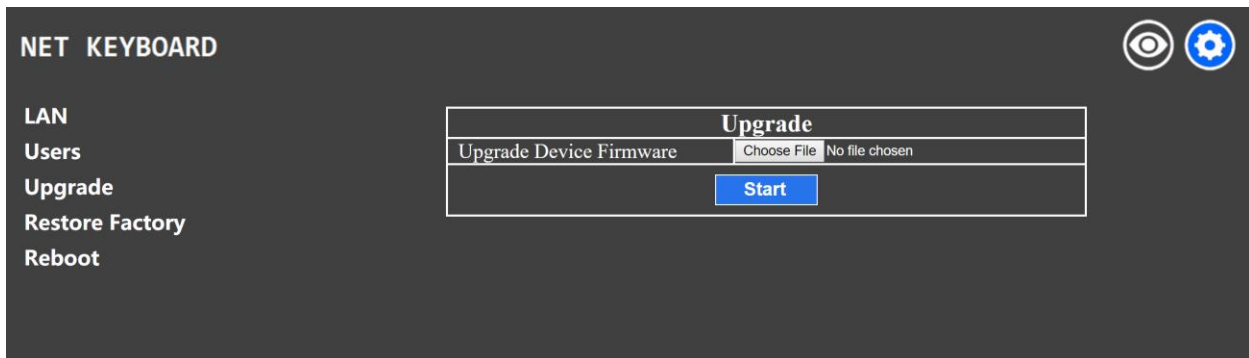 NET KEYBOARD
LAN
Users
Upgrade
Restore Factory
Reboot
Upgrade
Upgrade Device Firmware Choose File No file chosen
Start